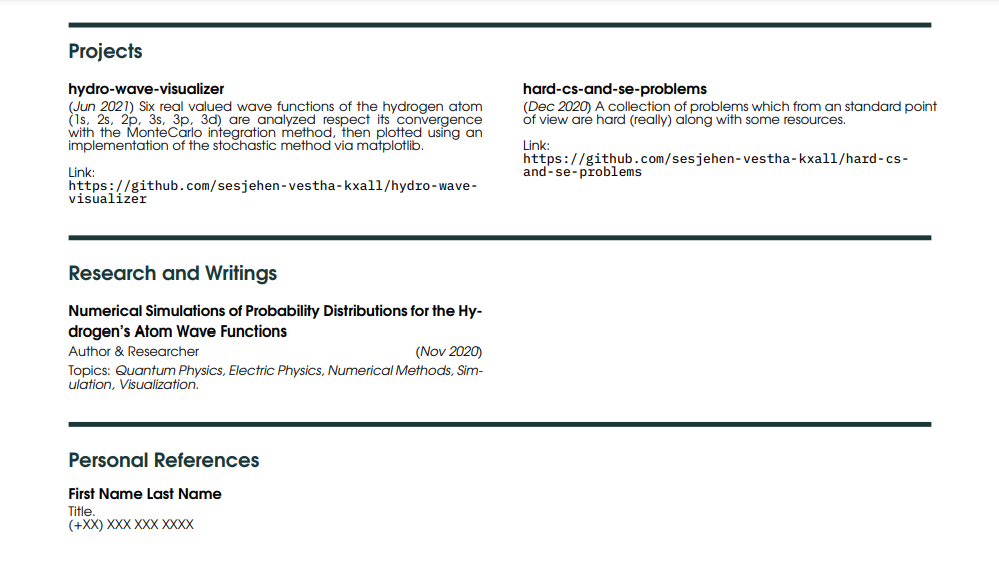 Projects
hydro-wave-visualizer
(Jun 2021) Six real valued wave functions of the hydrogen atom
(1s, 2s, 2p, 3s, 3p, 3d) are analyzed respect its convergence
with the MonteCarlo integration method, then plotted using an
implementation of the stochastic method via matplotlib.
Link:
https://github.com/sesjehen-vestha-kxall/hydro-wave-
visualizer
hard-cs-and-se-problems
(Dec 2020) A collection of problems which from an standard point
of view are hard (really) along with some resources.
Link:
https://github.com/sesjehen-vestha-kxall/hard-cs-
and-se-problems
Research and Writings
Numerical Simulations of Probability Distributions for the Hy-
drogen's Atom Wave Functions
Author & Researcher (Nov 2020)
Topics: Quantum Physics, Electric Physics, Numerical Methods, Sim-
ulation, Visualization.
Personal References
First Name Last Name
Title.
(+XX) XXX XXX XXXX